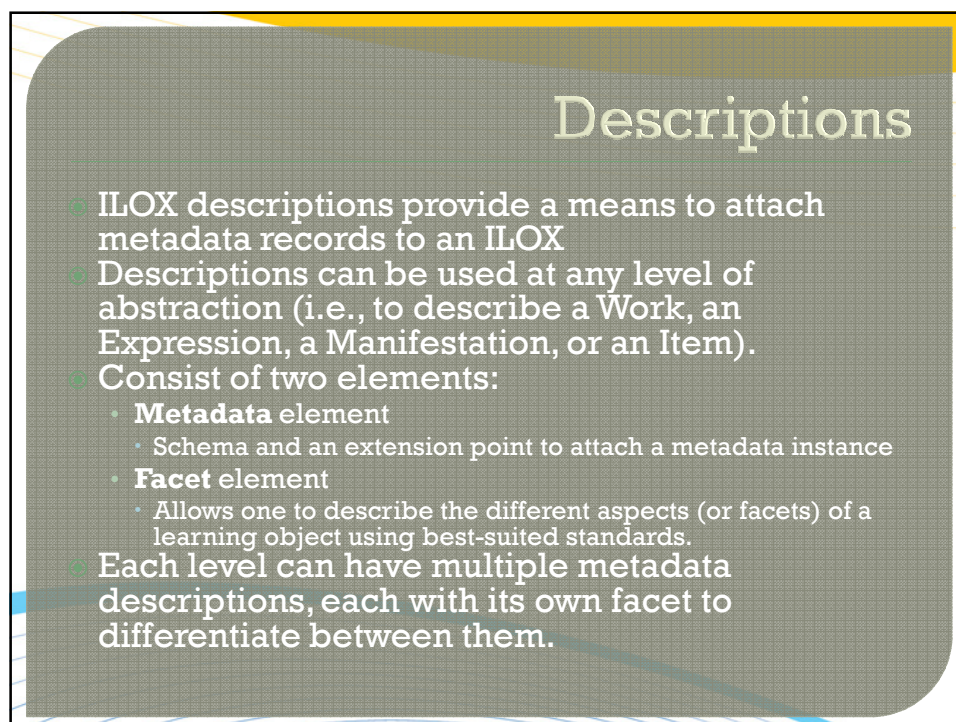 Descriptions
ILOX descriptions provide a means to attach
metadata records to an ILOX
Descriptions can be used at any level of
abstraction (i.e., to describe a Work, an
Expression, a Manifestation, or an Item).
Consist of two elements:
Metadata element
Schema and an extension point to attach a metadata instance
Facet element
Allows one to describe the different aspects (or facets) of a
learning object using best-suited standards.
Each level can have multiple metadata
descriptions, each with its own facet to
differentiate between them.